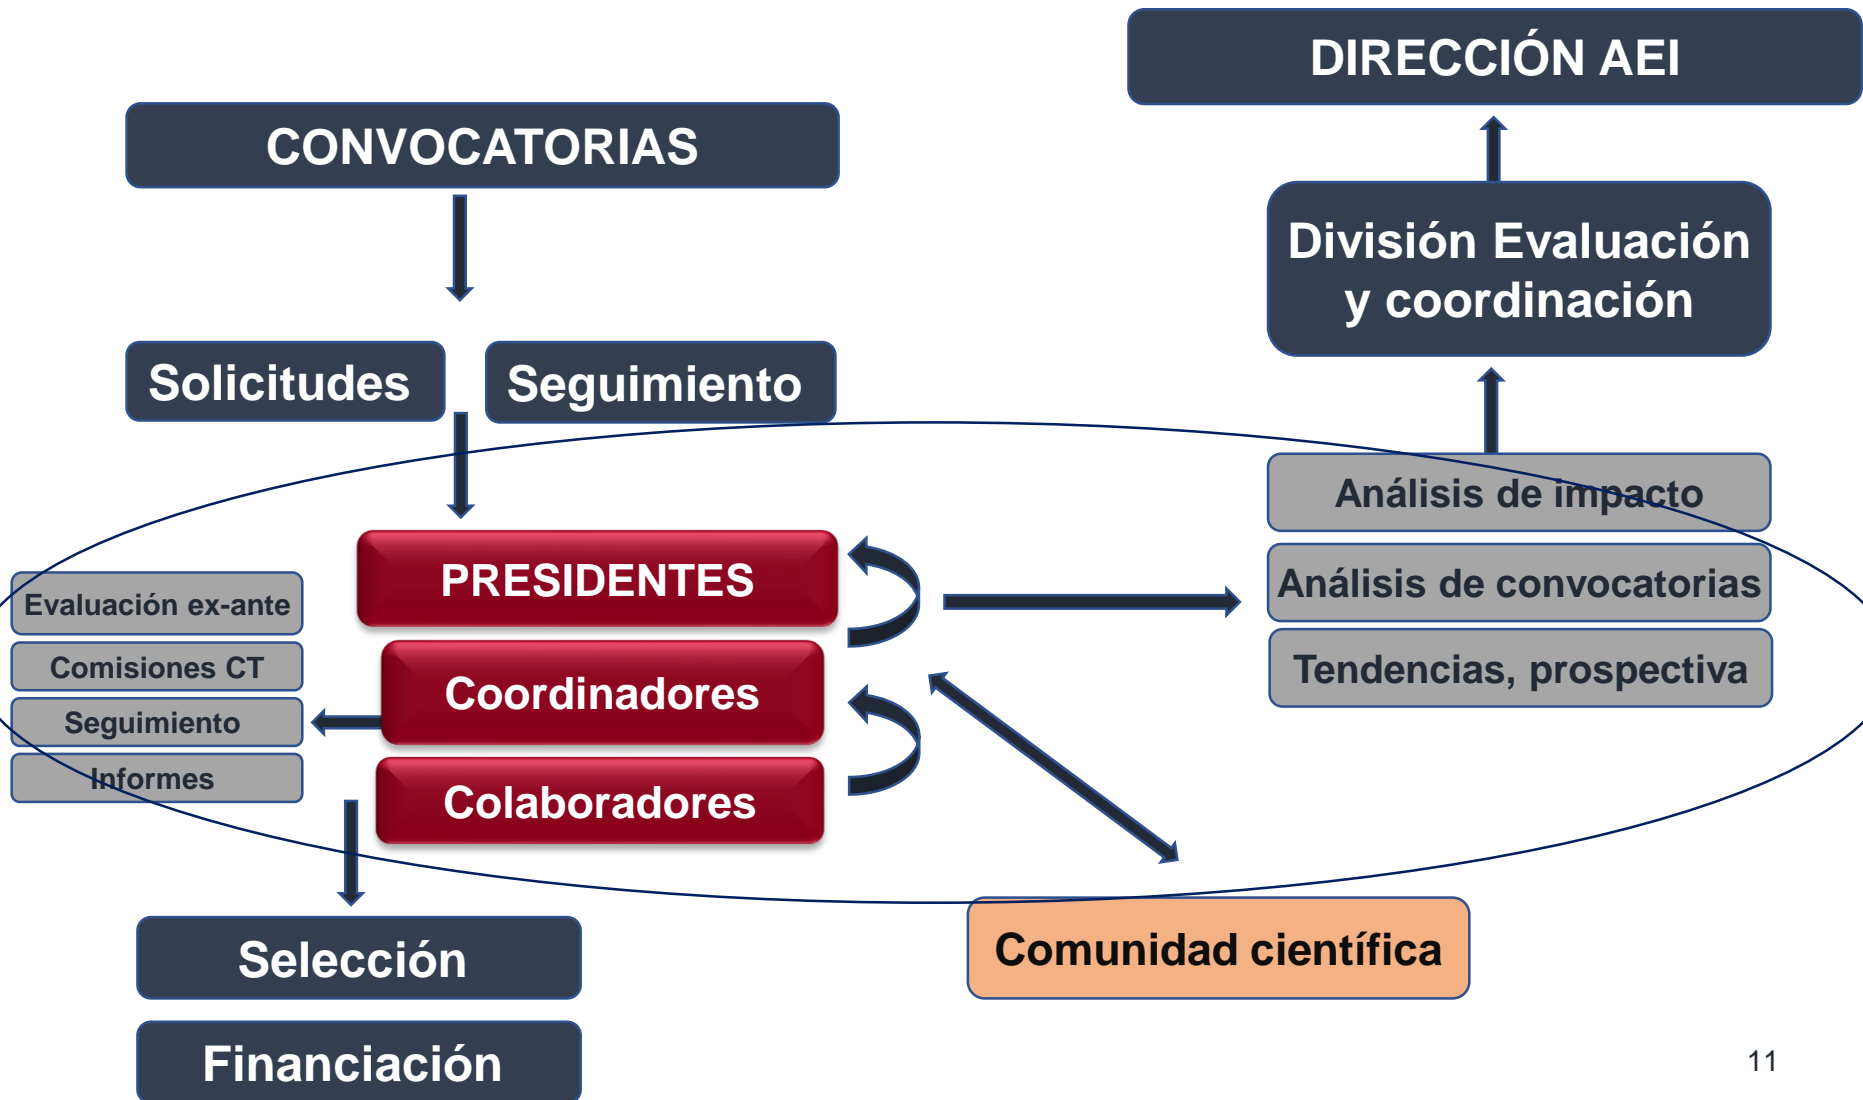 DIRECCIÓN AEI
CONVOCATORIAS
División Evaluación
y coordinación
Solicitudes
Seguimiento
Análisis de impacto
Análisis de convocatorias
Tendencias, prospectiva
PRESIDENTES
Coordinadores
Colaboradores
Evaluación ex-ante
Comisiones CT
Seguimiento
Informes
Selección
Financiación
Comunidad científica
11